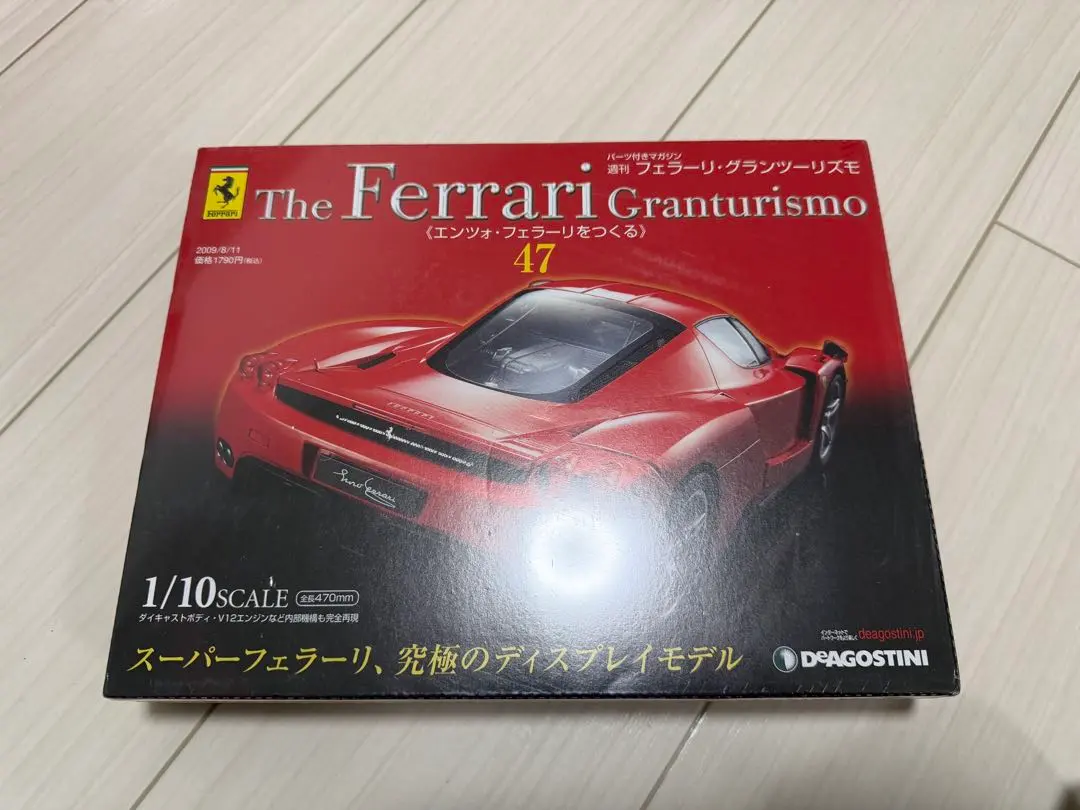 パーツ付きマガジン
週刊 フェラーリ・グランツーリズモ
Ferrari
The Ferrari Granturismo
《エンツォ・フェラーリをつくる》
2009/8/11
価格1790円(税込)
47
FERRARI
Enzo Ferrari
1/10 SCALE 全長470mm
ダイキャストボディ・V12エンジンなど内部機構も完全再現
deagostini.jp
スーパーフェラーリ、究極のディスプレイモデル
DeAGOSTINI